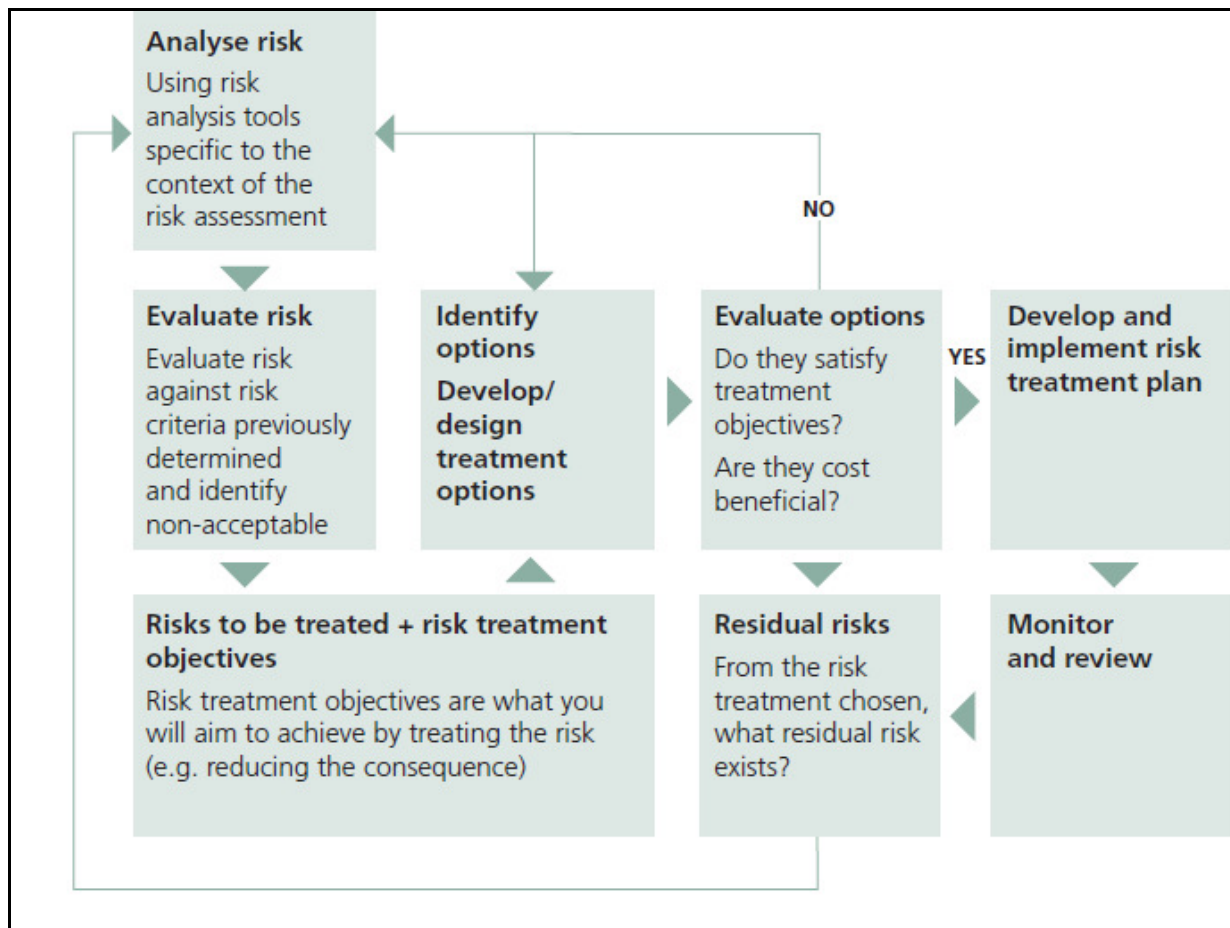 Analyse risk
Using risk
analysis tools
specific to the
context of the
risk assessment
NO
Evaluate risk
Evaluate risk
against risk
criteria previously
determined
and identify
non-acceptable
Identify
options
Develop/
design
treatment
options
Evaluate options
Do they satisfy
treatment
objectives?
Are they cost
beneficial?
YES
Develop and
implement risk
treatment plan
Risks to be treated + risk treatment
objectives
Risk treatment objectives are what you
will aim to achieve by treating the risk
(e.g. reducing the consequence)
Residual risks
From the risk
treatment chosen,
what residual risk
exists?
Monitor
and review